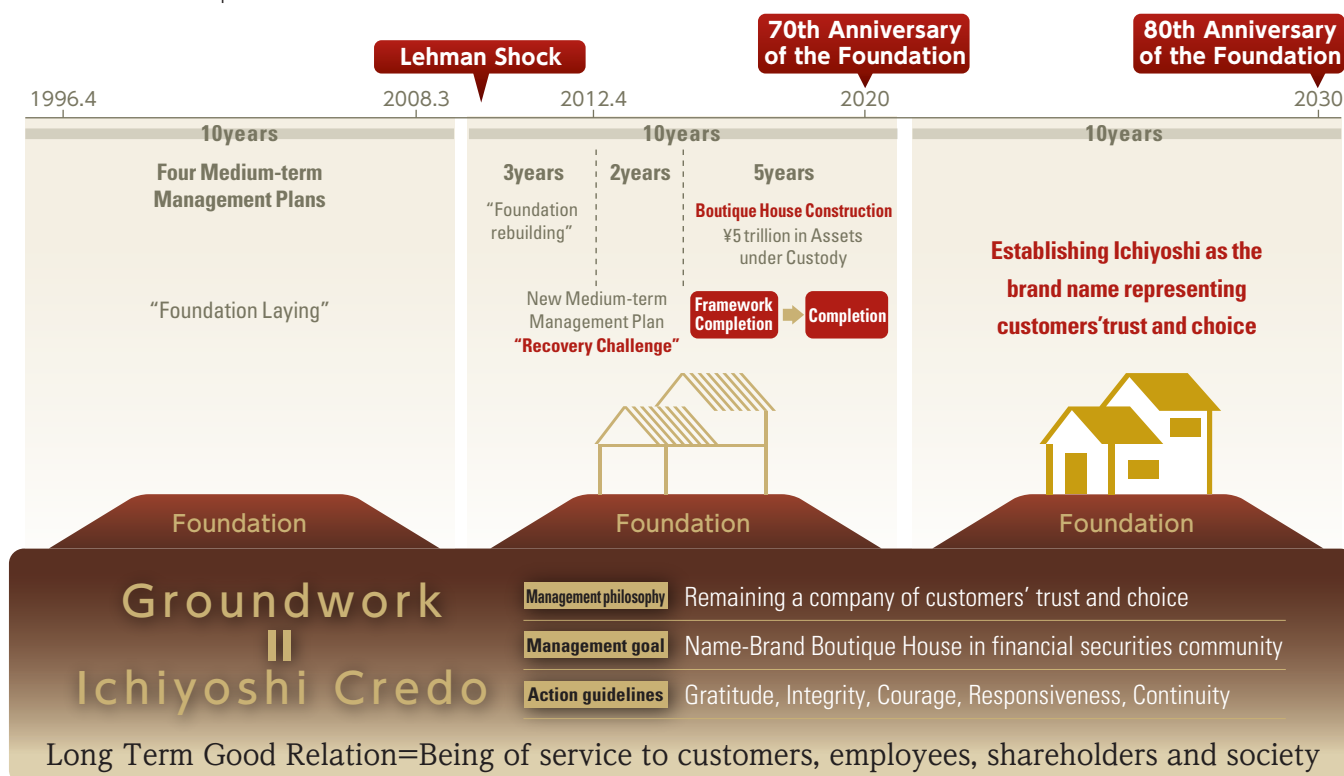 Lehman Shock
70th Anniversary
of the Foundation
80th Anniversary
of the Foundation
1996.4
2008.3
2012.4
2020
2030
10years
10years
10years
Four Medium-term
Management Plans
“Foundation Laying”
3years
“Foundation
rebuilding”
2years
New Medium-term
Management Plan
“Recovery Challenge”
5years
Boutique House Construction
¥5 trillion in Assets
under Custody
Framework
Completion
Completion
Establishing Ichiyoshi as the
brand name representing
customers’trust and choice
Foundation
Foundation
Foundation
Groundwork
=
Ichiyoshi Credo
Management philosophy Remaining a company of customers’ trust and choice
Management goal Name-Brand Boutique House in financial securities community
Action guidelines Gratitude, Integrity, Courage, Responsiveness, Continuity
Long Term Good Relation=Being of service to customers, employees, shareholders and society